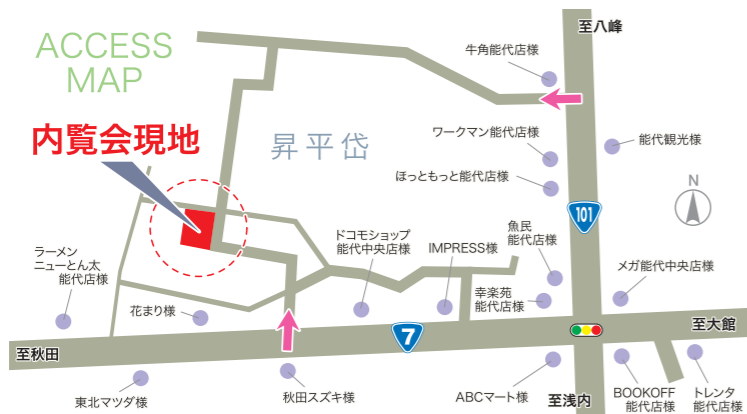 ACCESS
MAP
至八峰
牛角能代店様
内覧会現地
昇平岱
ワークマン能代店様
能代観光様
ほっともっと能代店様
N
101
ラーメン
ニューとん太
能代店様
ドコモショップ
能代中央店様
IMPRESS様
魚民
能代店様
メガ能代中央店様
花まり様
幸楽苑
能代店様
至大館
7
至秋田
東北マツダ様
秋田スズキ様
ABCマート様
至浅内
BOOKOFF
能代店様
トレンタ
能代店様